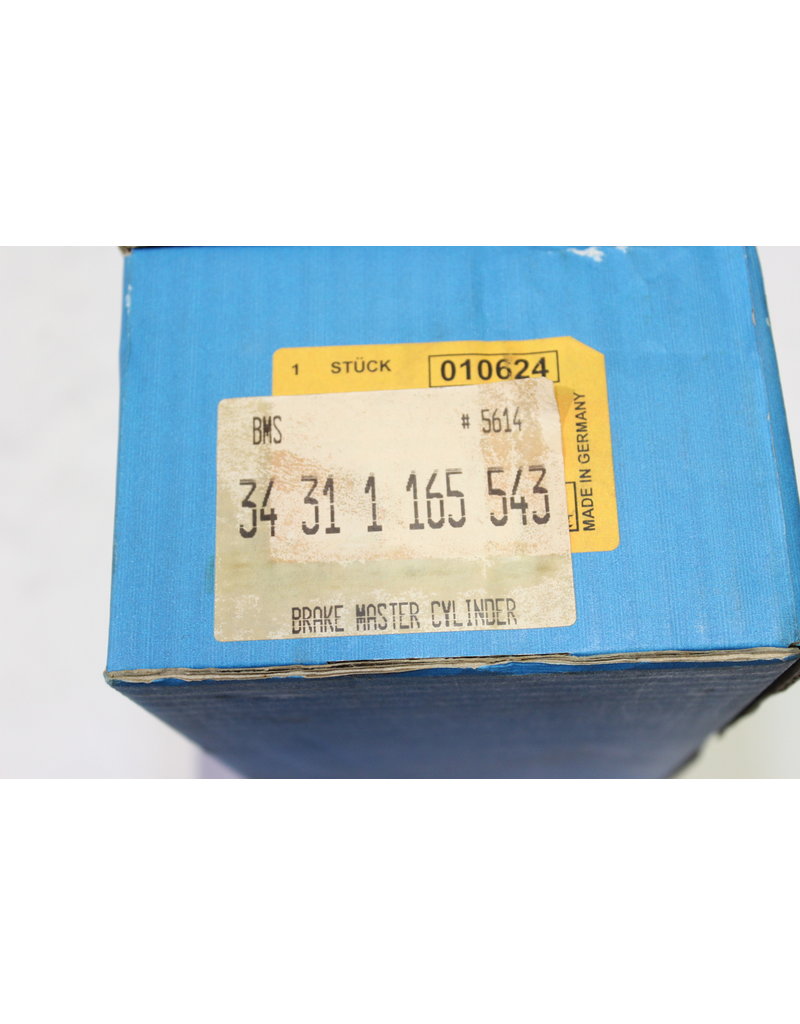 1 STÜCK 010624
MADE IN GERMANY
BMS # 5614
34 31 1 165 543
BRAKE MASTER CYLINDER